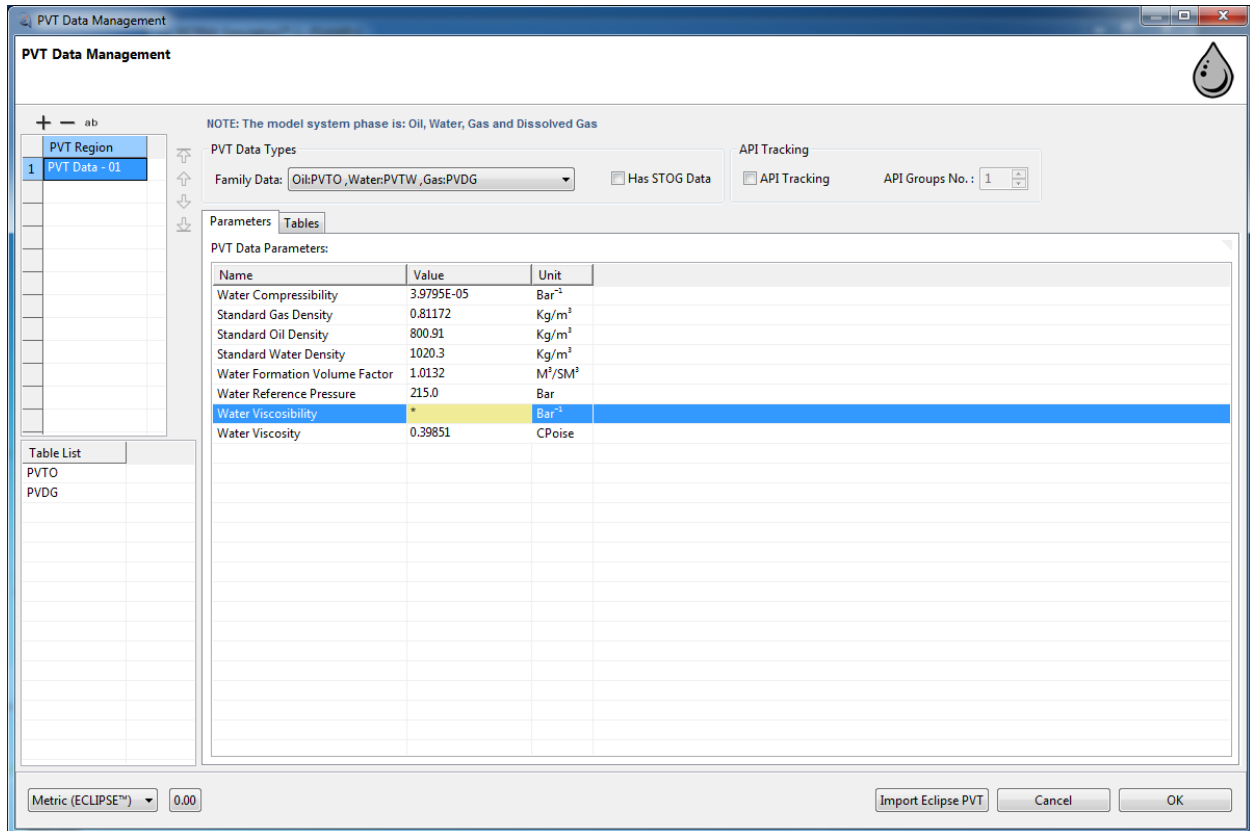 PVT Data Management
PVT Data Management
ab
NOTE: The model system phase is: Oil, Water, Gas and Dissolved Gas
PVT Region
1 PVT Data - 01
PVT Data Types
Family Data: Oil:PVTO ,Water:PVTW ,Gas:PVDG
Has STOG Data
API Tracking
API Tracking
API Groups No. : 1
Parameters Tables
PVT Data Parameters:
Name Value Unit
Water Compressibility 3.9795E-05 Bar⁻¹
Standard Gas Density 0.81172 Kg/m³
Standard Oil Density 800.91 Kg/m³
Standard Water Density 1020.3 Kg/m³
Water Formation Volume Factor 1.0132 M³/SM³
Water Reference Pressure 215.0 Bar
Water Viscosibility * Bar⁻¹
Water Viscosity 0.39851 CPoise
Table List
PVTO
PVDG
Metric (ECLIPSE™) 0.00 Import Eclipse PVT Cancel OK